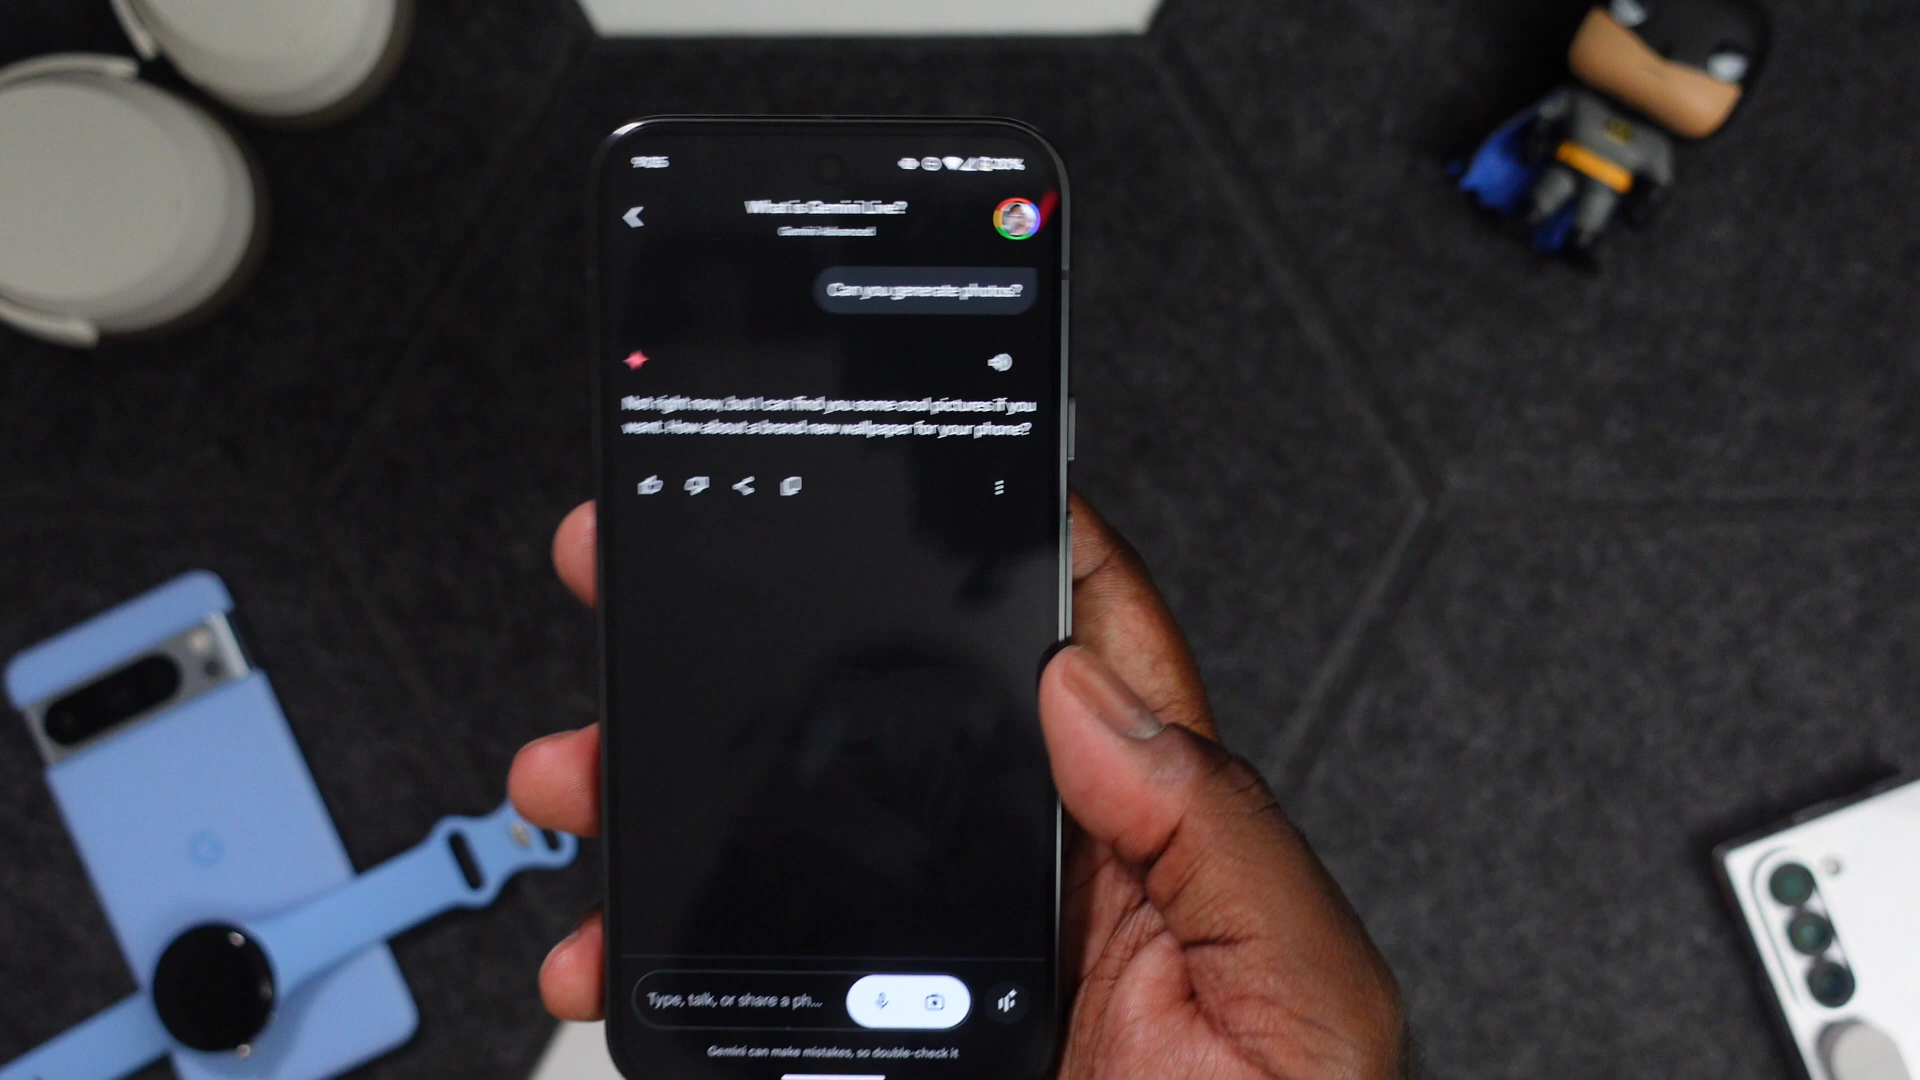 What is Gemini Live?
Gemini Advanced
Can you generate photos?
Not right now, but I can find you some cool pictures if you
want. How about a brand new wallpaper for your phone?
Type, talk, or share a ph...
Gemini can make mistakes, so double-check it